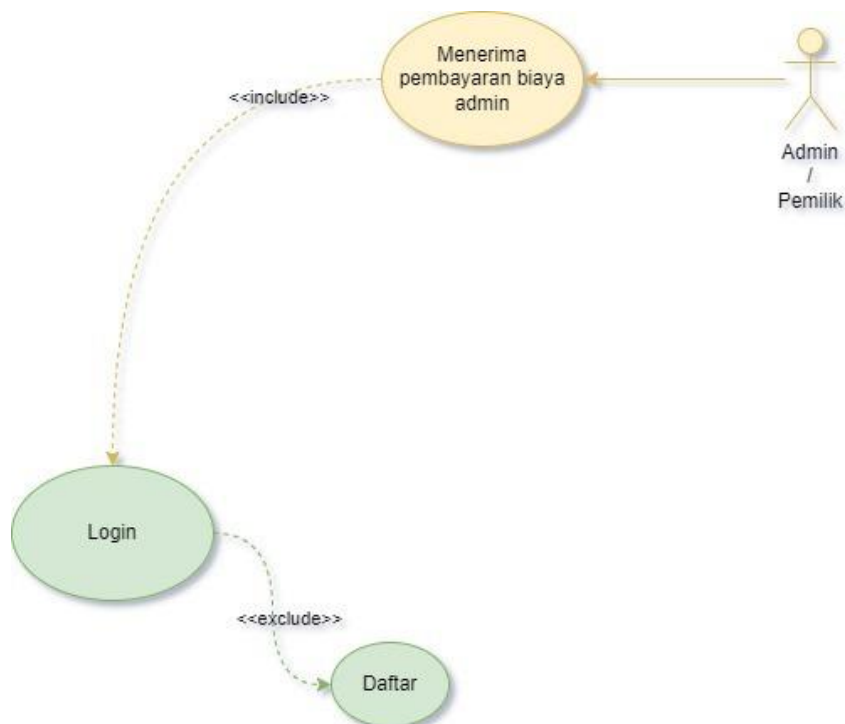 Menerima
pembayaran biaya
admin
<<include>>
Admin
/
Pemilik
Login
<<exclude>>
Daftar